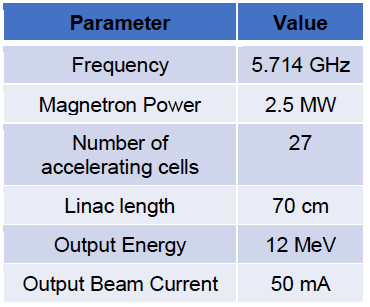 Parameter Value
Frequency 5.714 GHz
Magnetron Power 2.5 MW
Number of 27
accelerating cells
Linac length 70 cm
Output Energy 12 MeV
Output Beam Current 50 mA